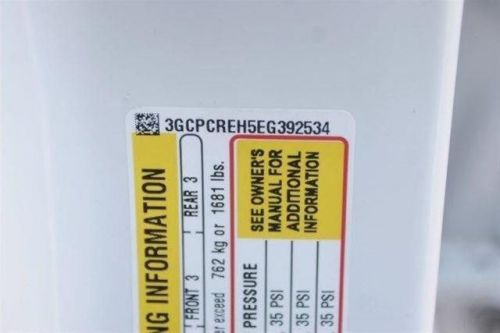 3GCPCREH5EG392534
SEE OWNER'S
MANUAL FOR
ADDITIONAL
INFORMATION
NG INFORMATION
FRONT 3 REAR 3
exceed 762 kg or 1681 lbs.
PRESSURE
35 PSI
35 PSI
35 PSI